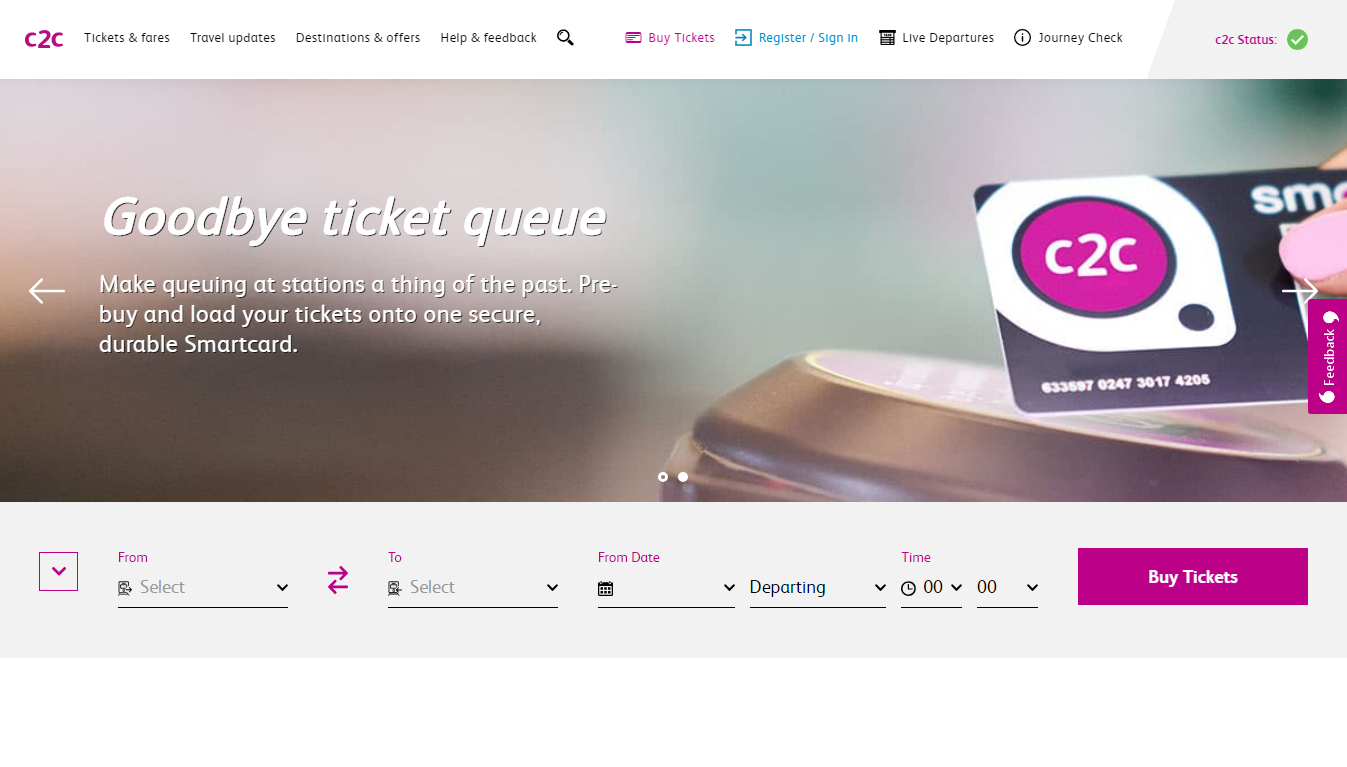 c2c
Tickets & fares
Travel updates
Destinations & offers
Help & feedback
Buy Tickets
Register / Sign in
Live Departures
Journey Check
c2c Status:
Goodbye ticket queue
Make queuing at stations a thing of the past. Pre-
buy and load your tickets onto one secure,
durable Smartcard.
c2c
633597 0247 3017 4205
Feedback
From
Select
To
Select
From Date
Departing
Time
00
00
Buy Tickets